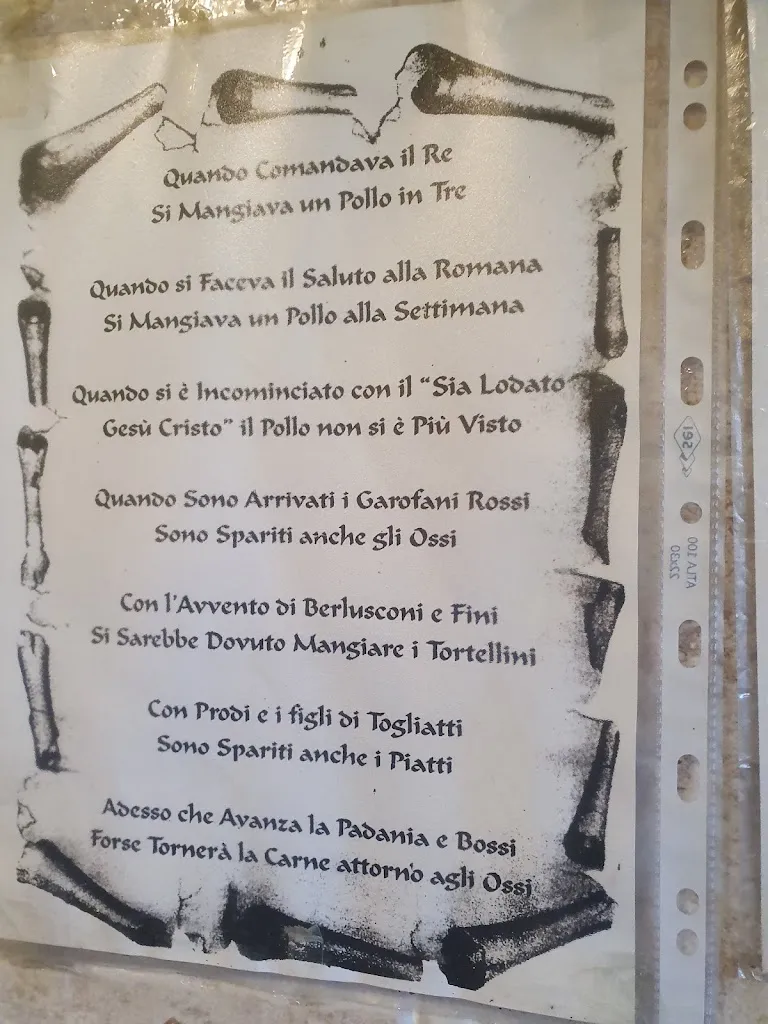 Quando Comandava il Re
Si Mangiava un Pollo in Tre
Quando si Faceva il Saluto alla Romana
Si Mangiava un Pollo alla Settimana
Quando si è Incominciato con il “Sia Lodato
Gesù Cristo” il Pollo non si è Più Visto
Quando Sono Arrivati i Garofani Rossi
Sono Spariti anche gli Ossi
Con l'Avvento di Berlusconi e Fini
Si Sarebbe Dovuto Mangiare i Tortellini
Con Prodi e i figli di Togliatti
Sono Spariti anche i Piatti
Adesso che Avanza la Padania e Bossi
Forse Tornerà la Carne attorno agli Ossi
ATLA 100
22x30